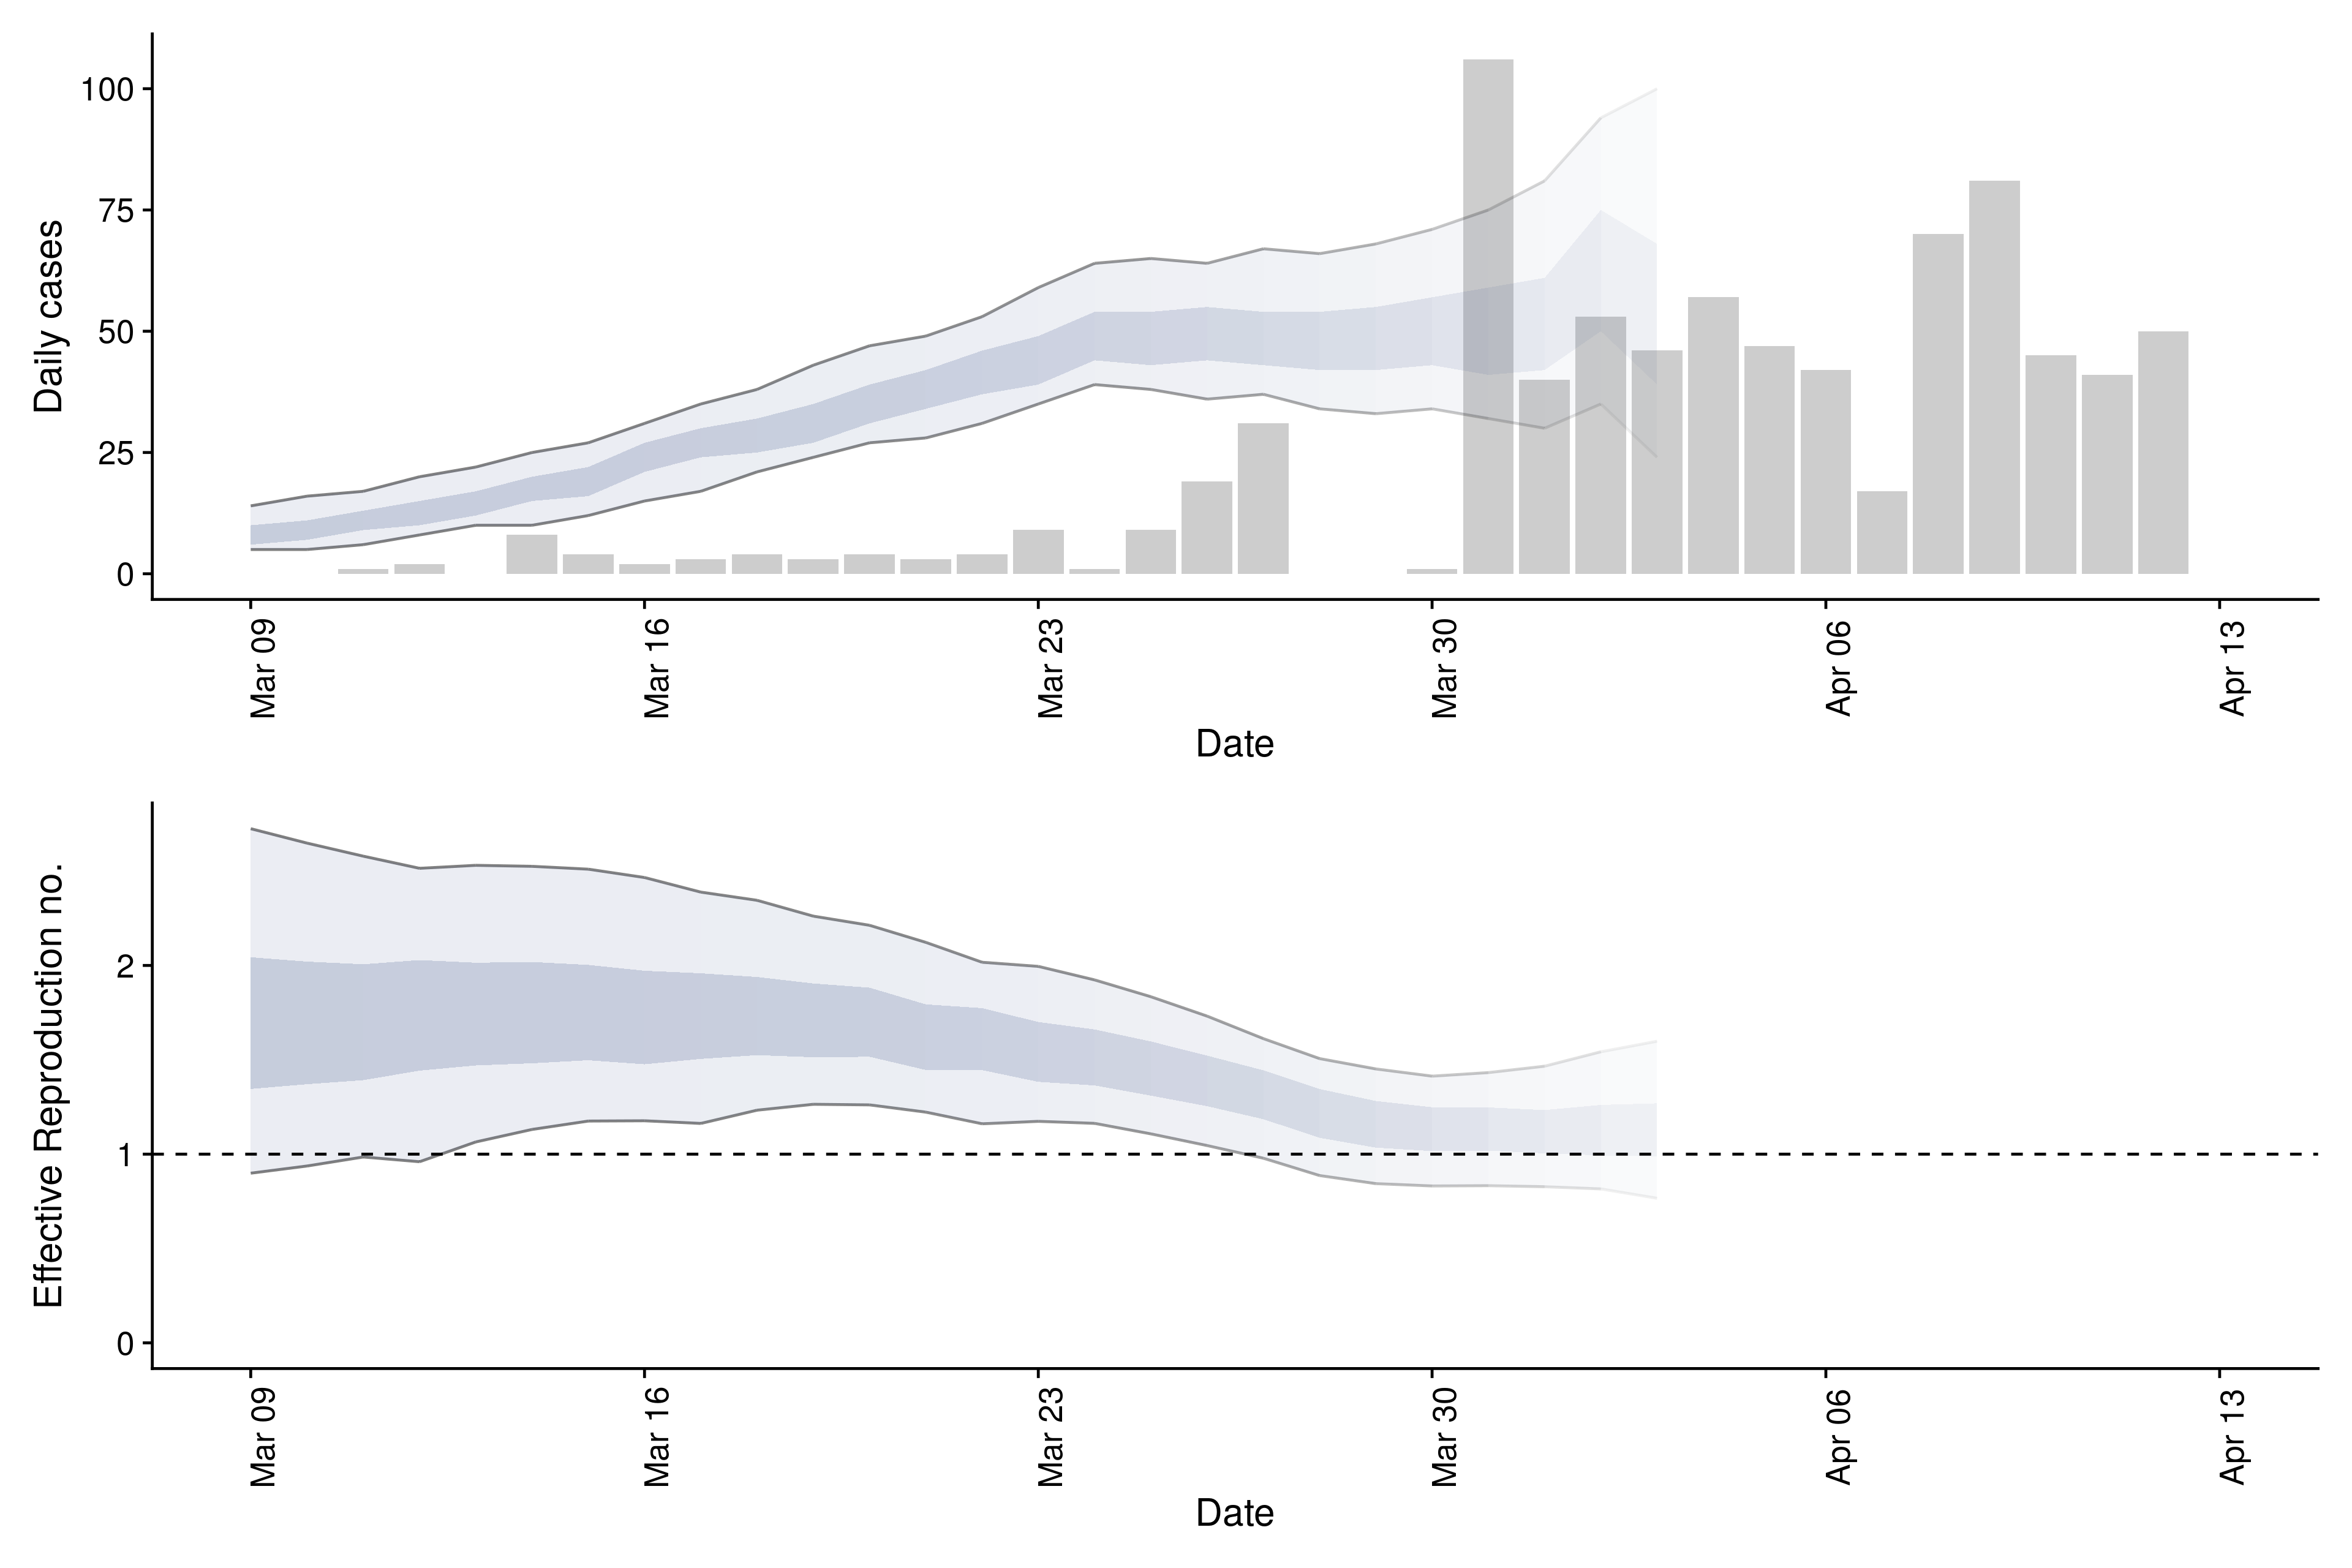 Daily cases
100
75
50
25
0
Mar 09
Mar 16
Mar 23
Mar 30
Apr 06
Apr 13
Date
Effective Reproduction no.
2
1
0
Mar 09
Mar 16
Mar 23
Mar 30
Apr 06
Apr 13
Date